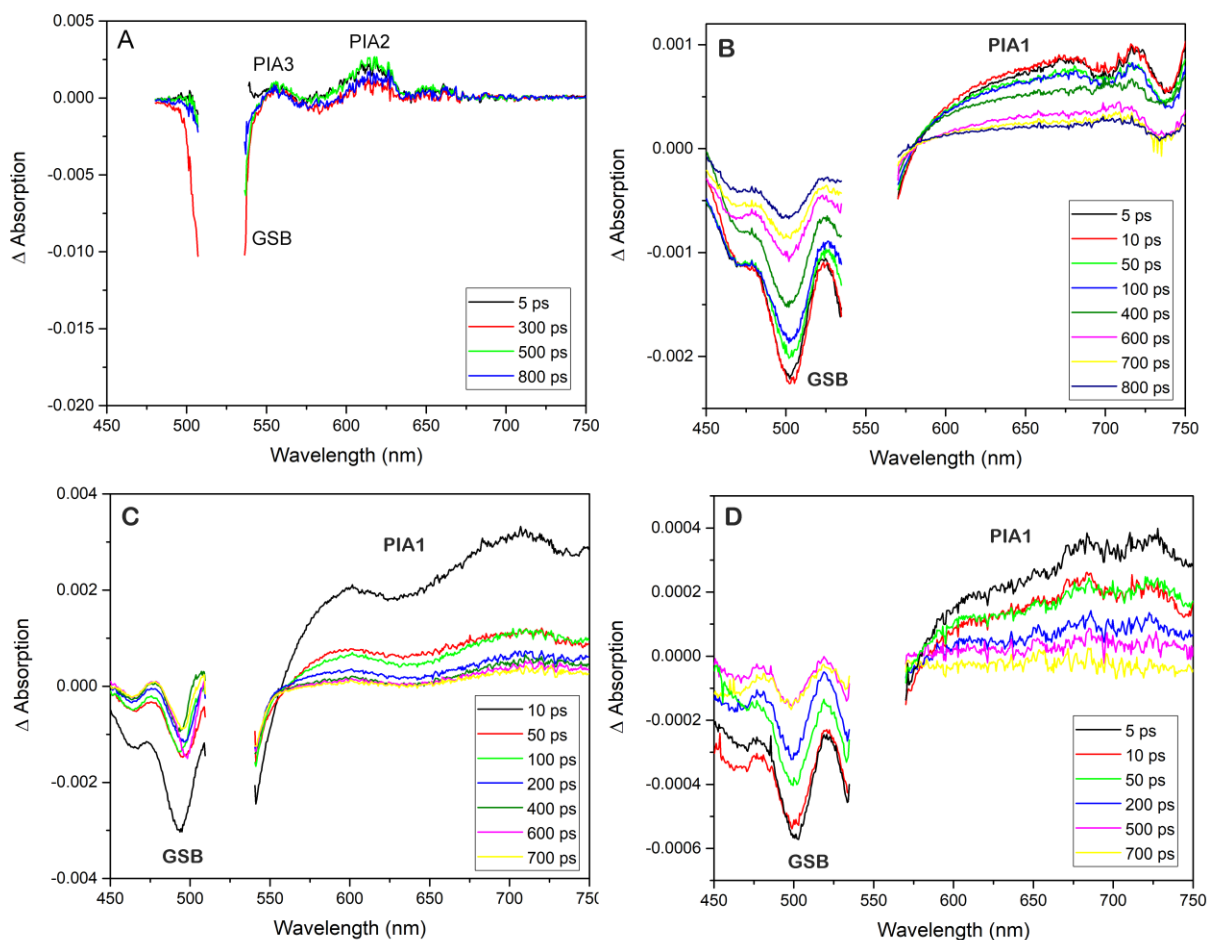 A
PIA3
PIA2
GSB
0.005
0.000
-0.005
-0.010
-0.015
-0.020
Δ Absorption
5 ps
300 ps
500 ps
800 ps
450 500 550 600 650 700 750
Wavelength (nm)
B
PIA1
GSB
0.001
0.000
-0.001
-0.002
Δ Absorption
5 ps
10 ps
50 ps
100 ps
400 ps
600 ps
700 ps
800 ps
450 500 550 600 650 700 750
Wavelength (nm)
C
PIA1
GSB
0.004
0.002
0.000
-0.002
-0.004
Δ Absorption
10 ps
50 ps
100 ps
200 ps
400 ps
600 ps
700 ps
450 500 550 600 650 700 750
Wavelength (nm)
D
PIA1
GSB
0.0004
0.0002
0.0000
-0.0002
-0.0004
-0.0006
Δ Absorption
5 ps
10 ps
50 ps
200 ps
500 ps
700 ps
450 500 550 600 650 700 750
Wavelength (nm)